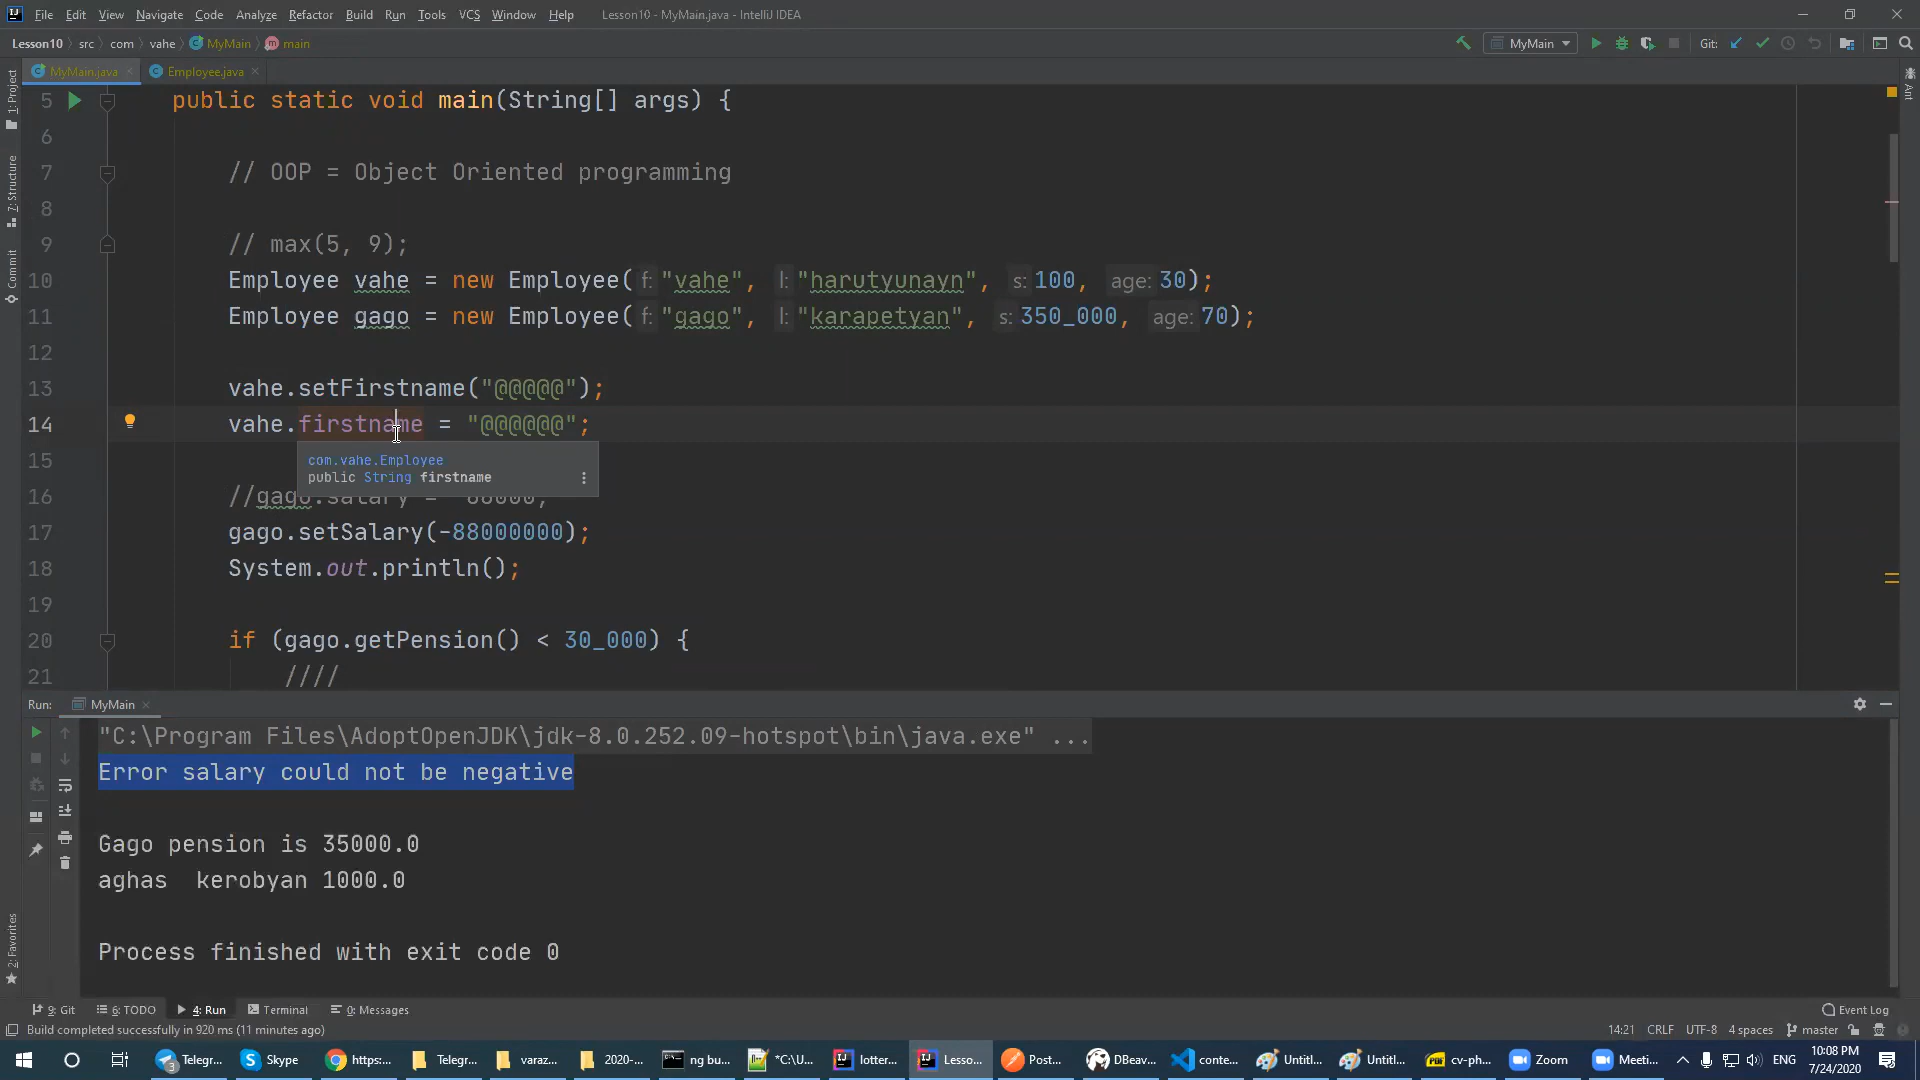 File Edit View Navigate Code Analyze Refactor Build Run Tools VCS Window Help Lesson10 - MyMain.java - IntelliJ IDEA
Lesson10 src com vahe MyMain main MyMain Git:
MyMain.java Employee.java
1: Project
7: Structure
Commit
2: Favorites
Ant
5 public static void main(String[] args) {
6
7 // OOP = Object Oriented programming
8
9 // max(5, 9);
10 Employee vahe = new Employee( f: "vahe", l: "harutyunayn", s: 100, age: 30);
11 Employee gago = new Employee( f: "gago", l: "karapetyan", s: 350_000, age: 70);
12
13 vahe.setFirstname("@@@@@");
14 vahe.firstname = "@@@@@@";
15
com.vahe.Employee
public String firstname
16 //gago.salary = 88000;
17 gago.setSalary(-88000000);
18 System.out.println();
19
20 if (gago.getPension() < 30_000) {
21 ////
Run: MyMain
"C:\Program Files\AdoptOpenJDK\jdk-8.0.252.09-hotspot\bin\java.exe" ...
Error salary could not be negative
Gago pension is 35000.0
aghas  kerobyan 1000.0
Process finished with exit code 0
9: Git 6: TODO 4: Run Terminal 0: Messages Event Log
Build completed successfully in 920 ms (11 minutes ago) 14:21 CRLF UTF-8 4 spaces master
Telegr... 3 Skype https:... Telegr... varaz... 2020-... ng bu... *C:\U... lotter... Lesso... Post... DBeav... conte... Untitl... Untitl... cv-ph... Zoom Meeti... ENG 10:08 PM
7/24/2020